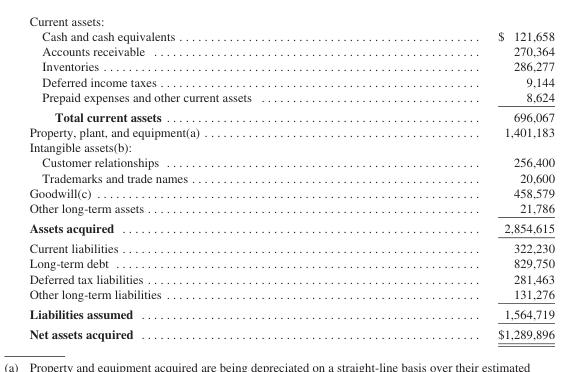 Current assets:
Cash and cash equivalents . . . . . . . . . . . . . . . . . . . . . . . . . . . . . . . . . . . . . . . . . . . . . . . . $ 121,658
Accounts receivable . . . . . . . . . . . . . . . . . . . . . . . . . . . . . . . . . . . . . . . . . . . . . . . . . . . . 270,364
Inventories . . . . . . . . . . . . . . . . . . . . . . . . . . . . . . . . . . . . . . . . . . . . . . . . . . . . . . . . . . . 286,277
Deferred income taxes . . . . . . . . . . . . . . . . . . . . . . . . . . . . . . . . . . . . . . . . . . . . . . . . . . . 9,144
Prepaid expenses and other current assets . . . . . . . . . . . . . . . . . . . . . . . . . . . . . . . . . . . 8,624
Total current assets . . . . . . . . . . . . . . . . . . . . . . . . . . . . . . . . . . . . . . . . . . . . . . . . . . 696,067
Property, plant, and equipment(a) . . . . . . . . . . . . . . . . . . . . . . . . . . . . . . . . . . . . . . . . . . . . 1,401,183
Intangible assets(b):
Customer relationships . . . . . . . . . . . . . . . . . . . . . . . . . . . . . . . . . . . . . . . . . . . . . . . . . . 256,400
Trademarks and trade names . . . . . . . . . . . . . . . . . . . . . . . . . . . . . . . . . . . . . . . . . . . . . . 20,600
Goodwill(c) . . . . . . . . . . . . . . . . . . . . . . . . . . . . . . . . . . . . . . . . . . . . . . . . . . . . . . . . . . . . 458,579
Other long-term assets . . . . . . . . . . . . . . . . . . . . . . . . . . . . . . . . . . . . . . . . . . . . . . . . . . . . 21,786
Assets acquired . . . . . . . . . . . . . . . . . . . . . . . . . . . . . . . . . . . . . . . . . . . . . . . . . . . . . . . . 2,854,615
Current liabilities . . . . . . . . . . . . . . . . . . . . . . . . . . . . . . . . . . . . . . . . . . . . . . . . . . . . . . . . 322,230
Long-term debt . . . . . . . . . . . . . . . . . . . . . . . . . . . . . . . . . . . . . . . . . . . . . . . . . . . . . . . . . 829,750
Deferred tax liabilities . . . . . . . . . . . . . . . . . . . . . . . . . . . . . . . . . . . . . . . . . . . . . . . . . . . . 281,463
Other long-term liabilities . . . . . . . . . . . . . . . . . . . . . . . . . . . . . . . . . . . . . . . . . . . . . . . . . 131,276
Liabilities assumed . . . . . . . . . . . . . . . . . . . . . . . . . . . . . . . . . . . . . . . . . . . . . . . . . . . . . 1,564,719
Net assets acquired . . . . . . . . . . . . . . . . . . . . . . . . . . . . . . . . . . . . . . . . . . . . . . . . . . . . . $1,289,896
(a) Property and equipment acquired are being depreciated on a straight-line basis over their estimated